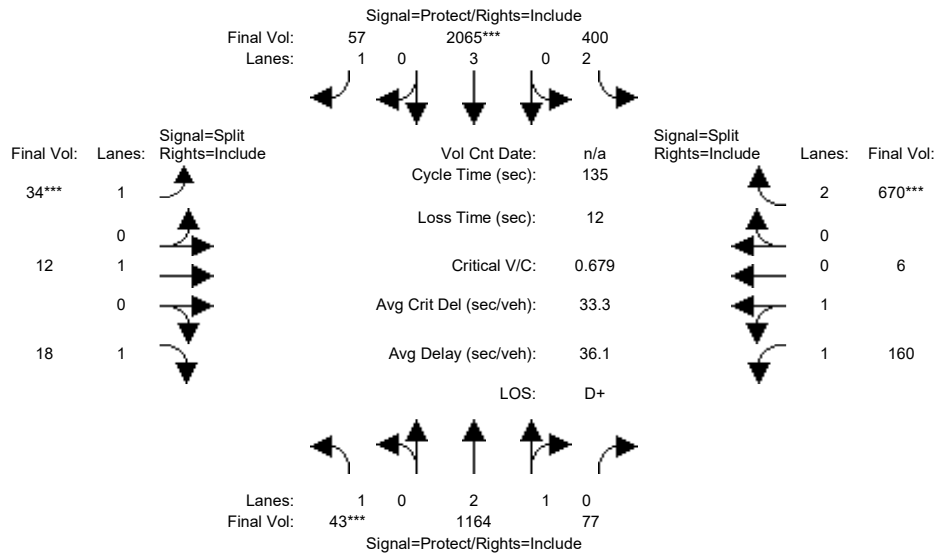 Signal=Protect/Rights=Include
Final Vol: 57 2065*** 400
Lanes: 1 0 3 0 2
Signal=Split Signal=Split
Final Vol: Lanes: Rights=Include Vol Cnt Date: n/a Rights=Include Lanes: Final Vol:
Cycle Time (sec): 135
34*** 1 2 670***
Loss Time (sec): 12
0 0
12 1 Critical V/C: 0.679 0 6
0 Avg Crit Del (sec/veh): 33.3 1
18 1 Avg Delay (sec/veh): 36.1 1 160
LOS: D+
Lanes: 1 0 2 1 0
Final Vol: 43*** 1164 77
Signal=Protect/Rights=Include